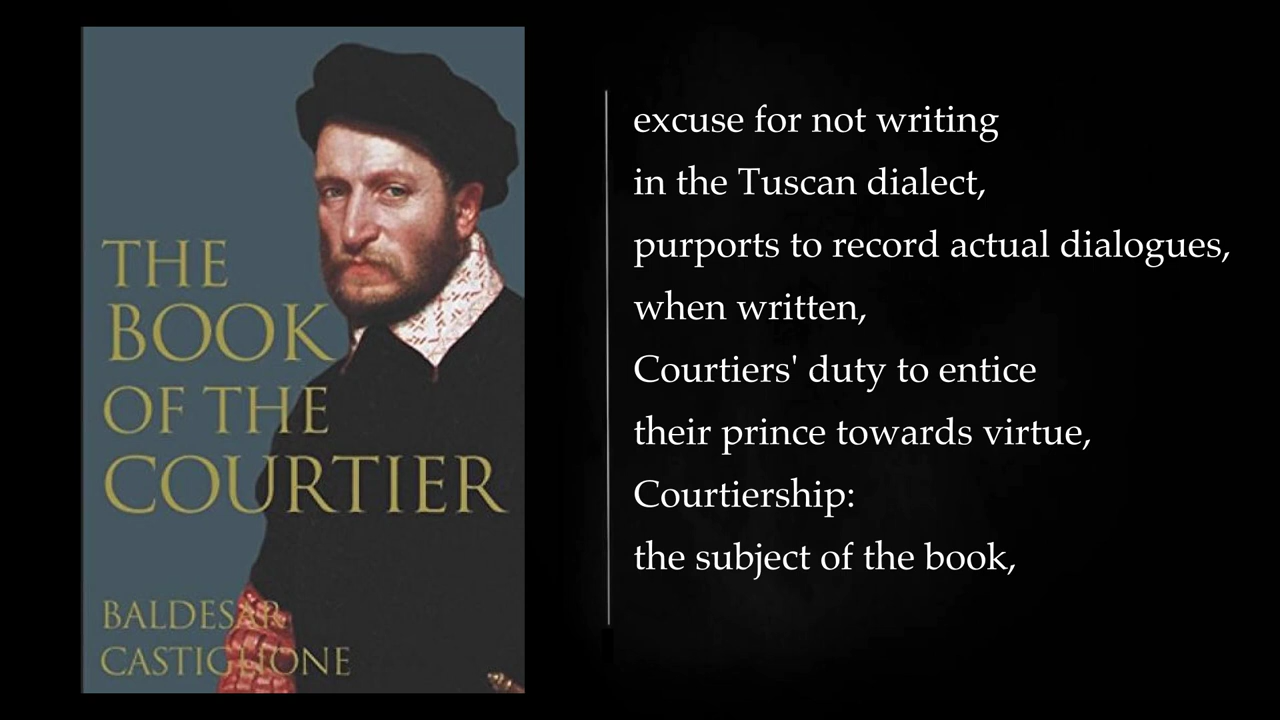 THE
BOOK
OF THE
COURTIER
BALDESAR
CASTIGLIONE
excuse for not writing
in the Tuscan dialect,
purports to record actual dialogues,
when written,
Courtiers' duty to entice
their prince towards virtue,
Courtiership:
the subject of the book,